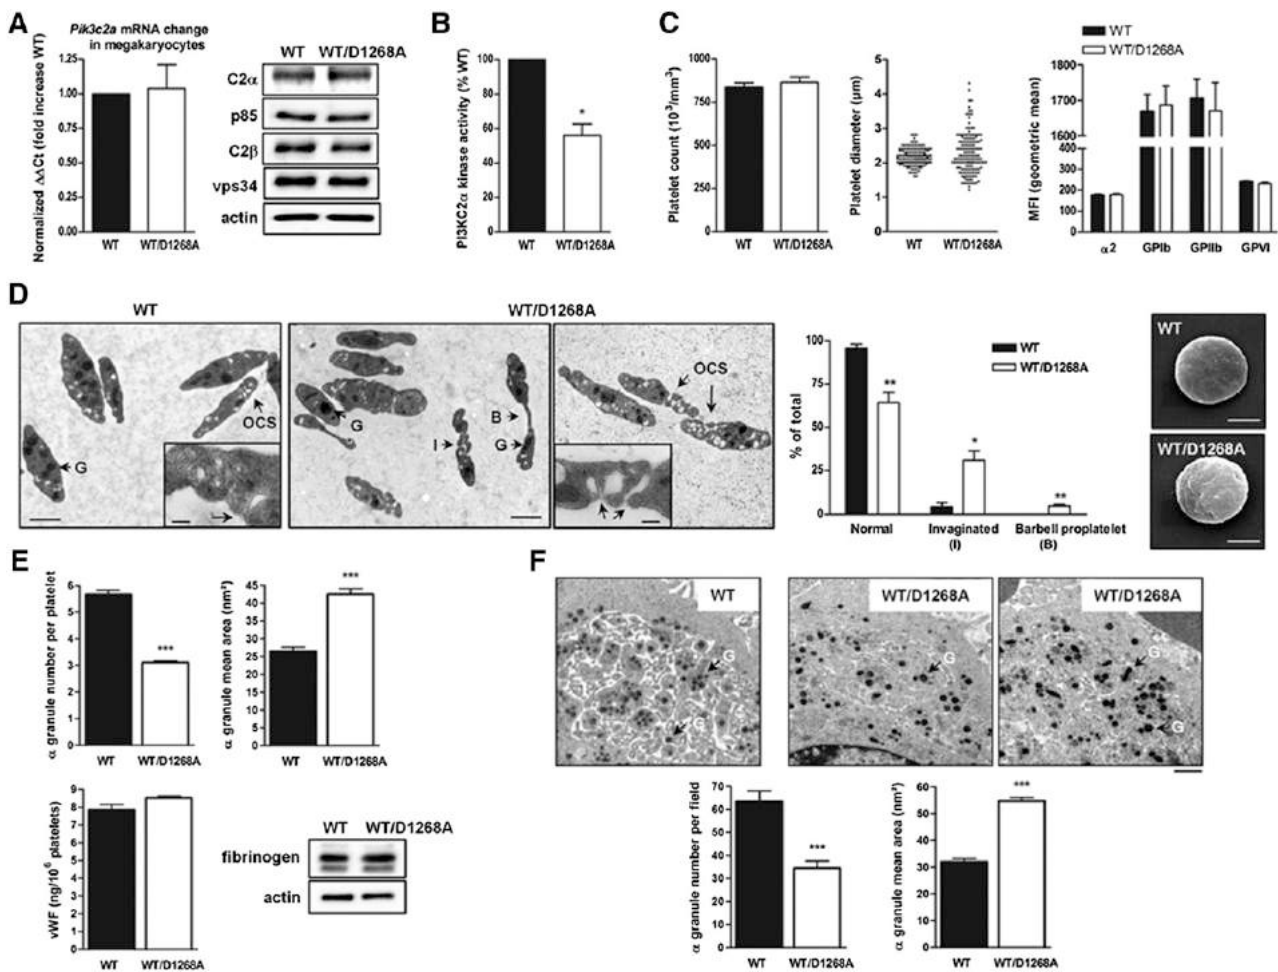 A
Pik3c2a mRNA change
in megakaryocytes
Normalized ΔΔCt (fold increase WT)
1.25
1.00
0.75
0.50
0.25
0.00
WT
WT/D1268A
WT
WT/D1268A
C2α
p85
C2β
vps34
actin
B
PI3KC2α kinase activity (% WT)
100
80
60
40
20
0
*
WT
WT/D1268A
C
Platelet count (10³/mm³)
1000
750
500
250
0
WT
WT/D1268A
Platelet diameter (μm)
5
4
3
2
1
0
WT
WT/D1268A
WT
WT/D1268A
MFI (geometric mean)
1800
1700
1600
400
300
200
100
0
α2
GPIb
GPIIb
GPVI
D
WT
WT/D1268A
OCS
G
G
I
B
G
OCS
% of total
100
75
50
25
0
WT
WT/D1268A
**
*
**
Normal
Invaginated
(I)
Barbell proplatelet
(B)
WT
WT/D1268A
E
α granule number per platelet
6
5
4
3
2
1
0
***
WT
WT/D1268A
α granule mean area (nm²)
45
40
35
30
25
20
15
10
5
0
***
WT
WT/D1268A
vWF (ng/10⁶ platelets)
9
8
7
6
5
4
3
2
1
0
WT
WT/D1268A
WT
WT/D1268A
fibrinogen
actin
F
WT
G
G
WT/D1268A
G
WT/D1268A
G
G
α granule number per field
70
60
50
40
30
20
10
0
***
WT
WT/D1268A
α granule mean area (nm²)
60
50
40
30
20
10
0
***
WT
WT/D1268A